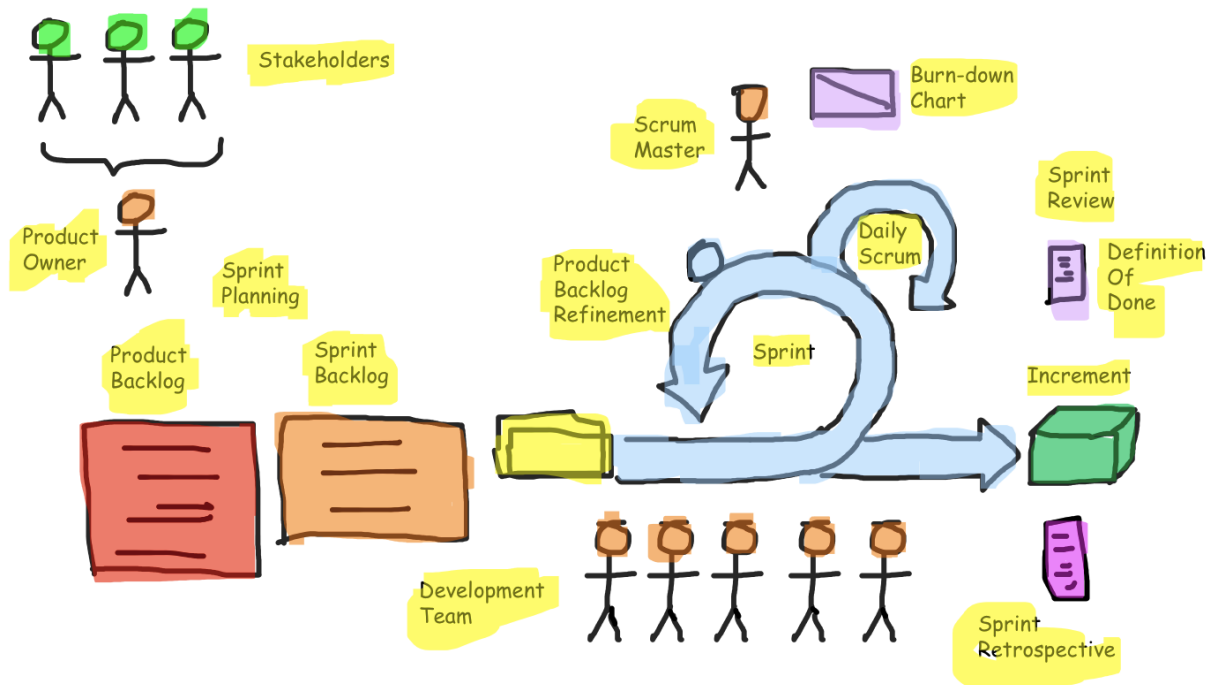 Stakeholders
Burn-down
Chart
Scrum
Master
Sprint
Review
Product
Owner
Daily
Scrum
Definition
Of
Done
Sprint
Planning
Product
Backlog
Refinement
Sprint
Product
Backlog
Sprint
Backlog
Increment
Development
Team
Sprint
Retrospective